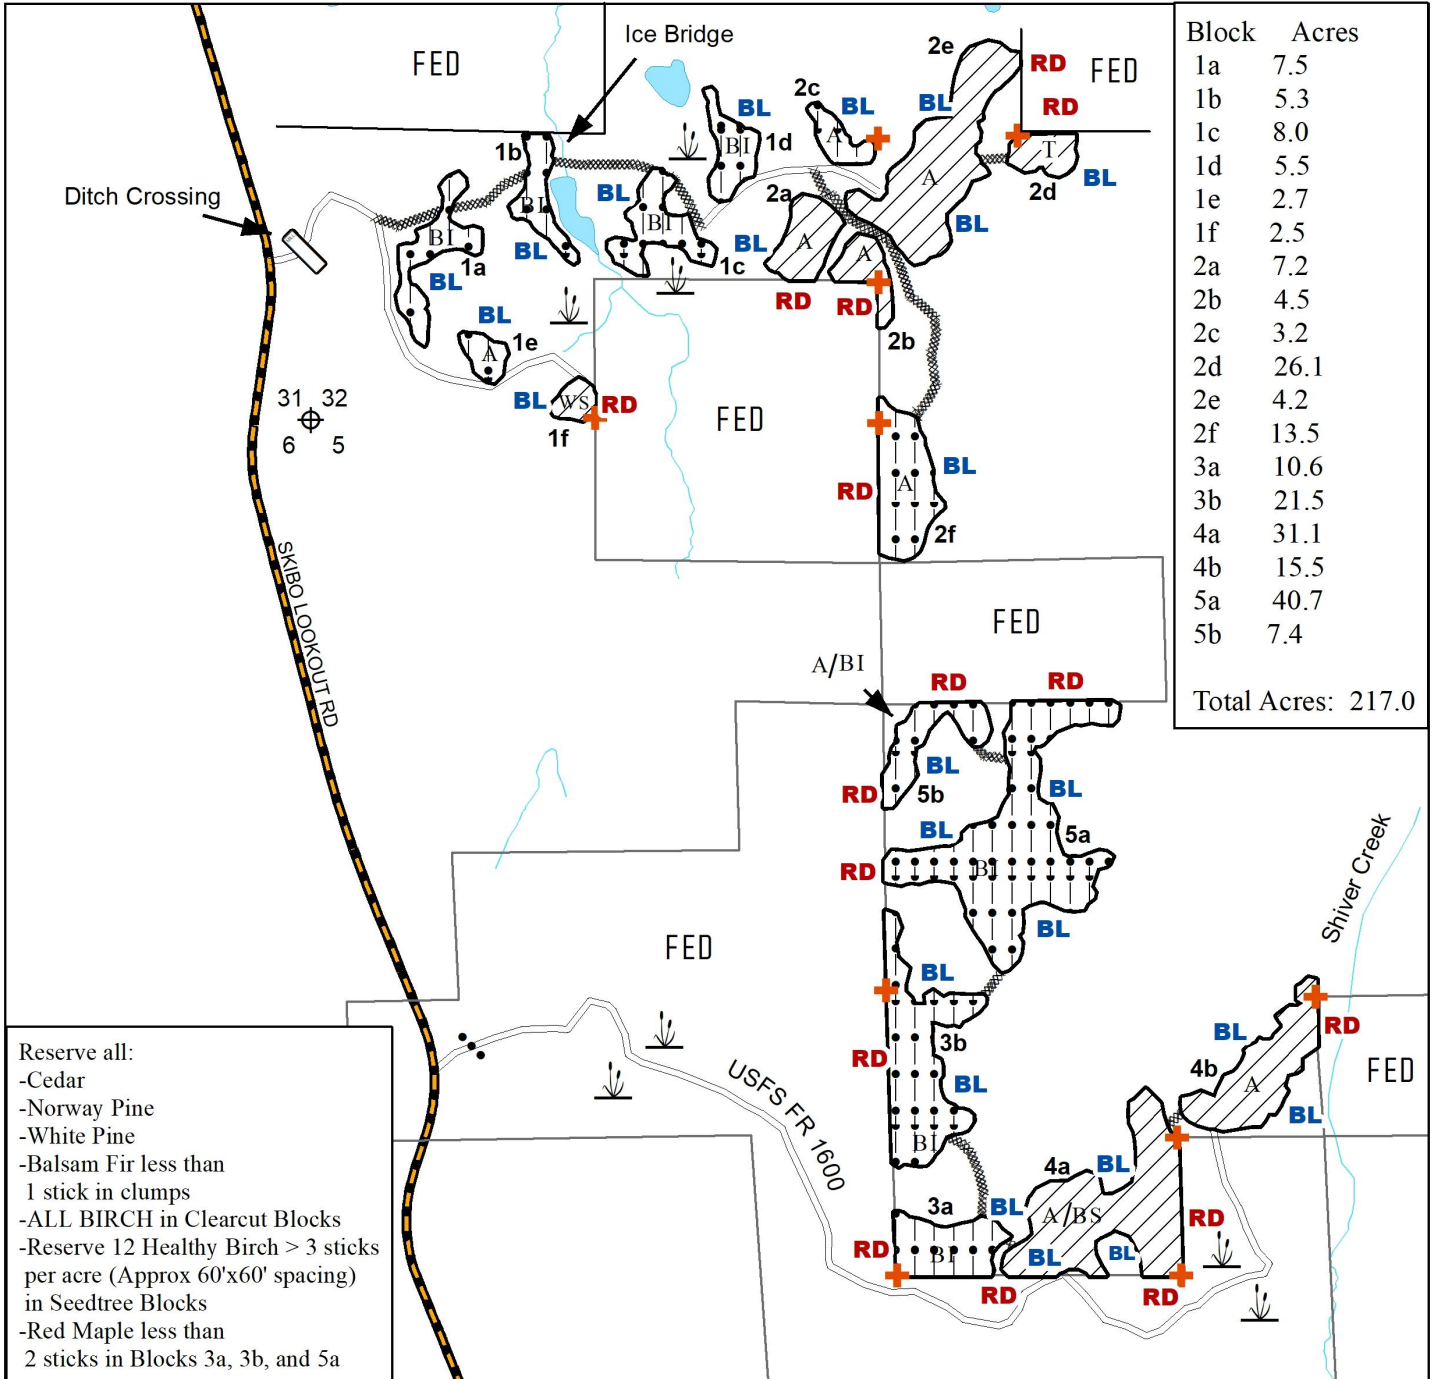 Block Acres
1a 7.5
1b 5.3
1c 8.0
1d 5.5
1e 2.7
1f 2.5
2a 7.2
2b 4.5
2c 3.2
2d 26.1
2e 4.2
2f 13.5
3a 10.6
3b 21.5
4a 31.1
4b 15.5
5a 40.7
5b 7.4
Total Acres: 217.0
Ice Bridge
FED
2e
RD
FED
2c
BL
BL
BL
RD
1b
BI
1d
A
T
Ditch Crossing
BL
2a
A
2d
BL
BI
BI
BL
BI
1a
BL
1c
BL
A
A
BL
BL
RD
RD
BL
1e
A
2b
31 32
6 5
BL
WS
RD
1f
FED
BL
RD
A
2f
SKIBO LOOKOUT RD
FED
A/BI
RD
RD
BL
RD
5b
BL
BL
5a
RD
BI
BL
Shiver Creek
FED
BL
RD
BL
3b
RD
4b
A
BL
FED
BL
USFS FR 1600
BI
4a
BL
3a
BL
A/BS
RD
RD
BI
BL
BL
RD
RD
Reserve all:
-Cedar
-Norway Pine
-White Pine
-Balsam Fir less than
1 stick in clumps
-ALL BIRCH in Clearcut Blocks
-Reserve 12 Healthy Birch > 3 sticks
per acre (Approx 60'x60' spacing)
in Seedtree Blocks
-Red Maple less than
2 sticks in Blocks 3a, 3b, and 5a